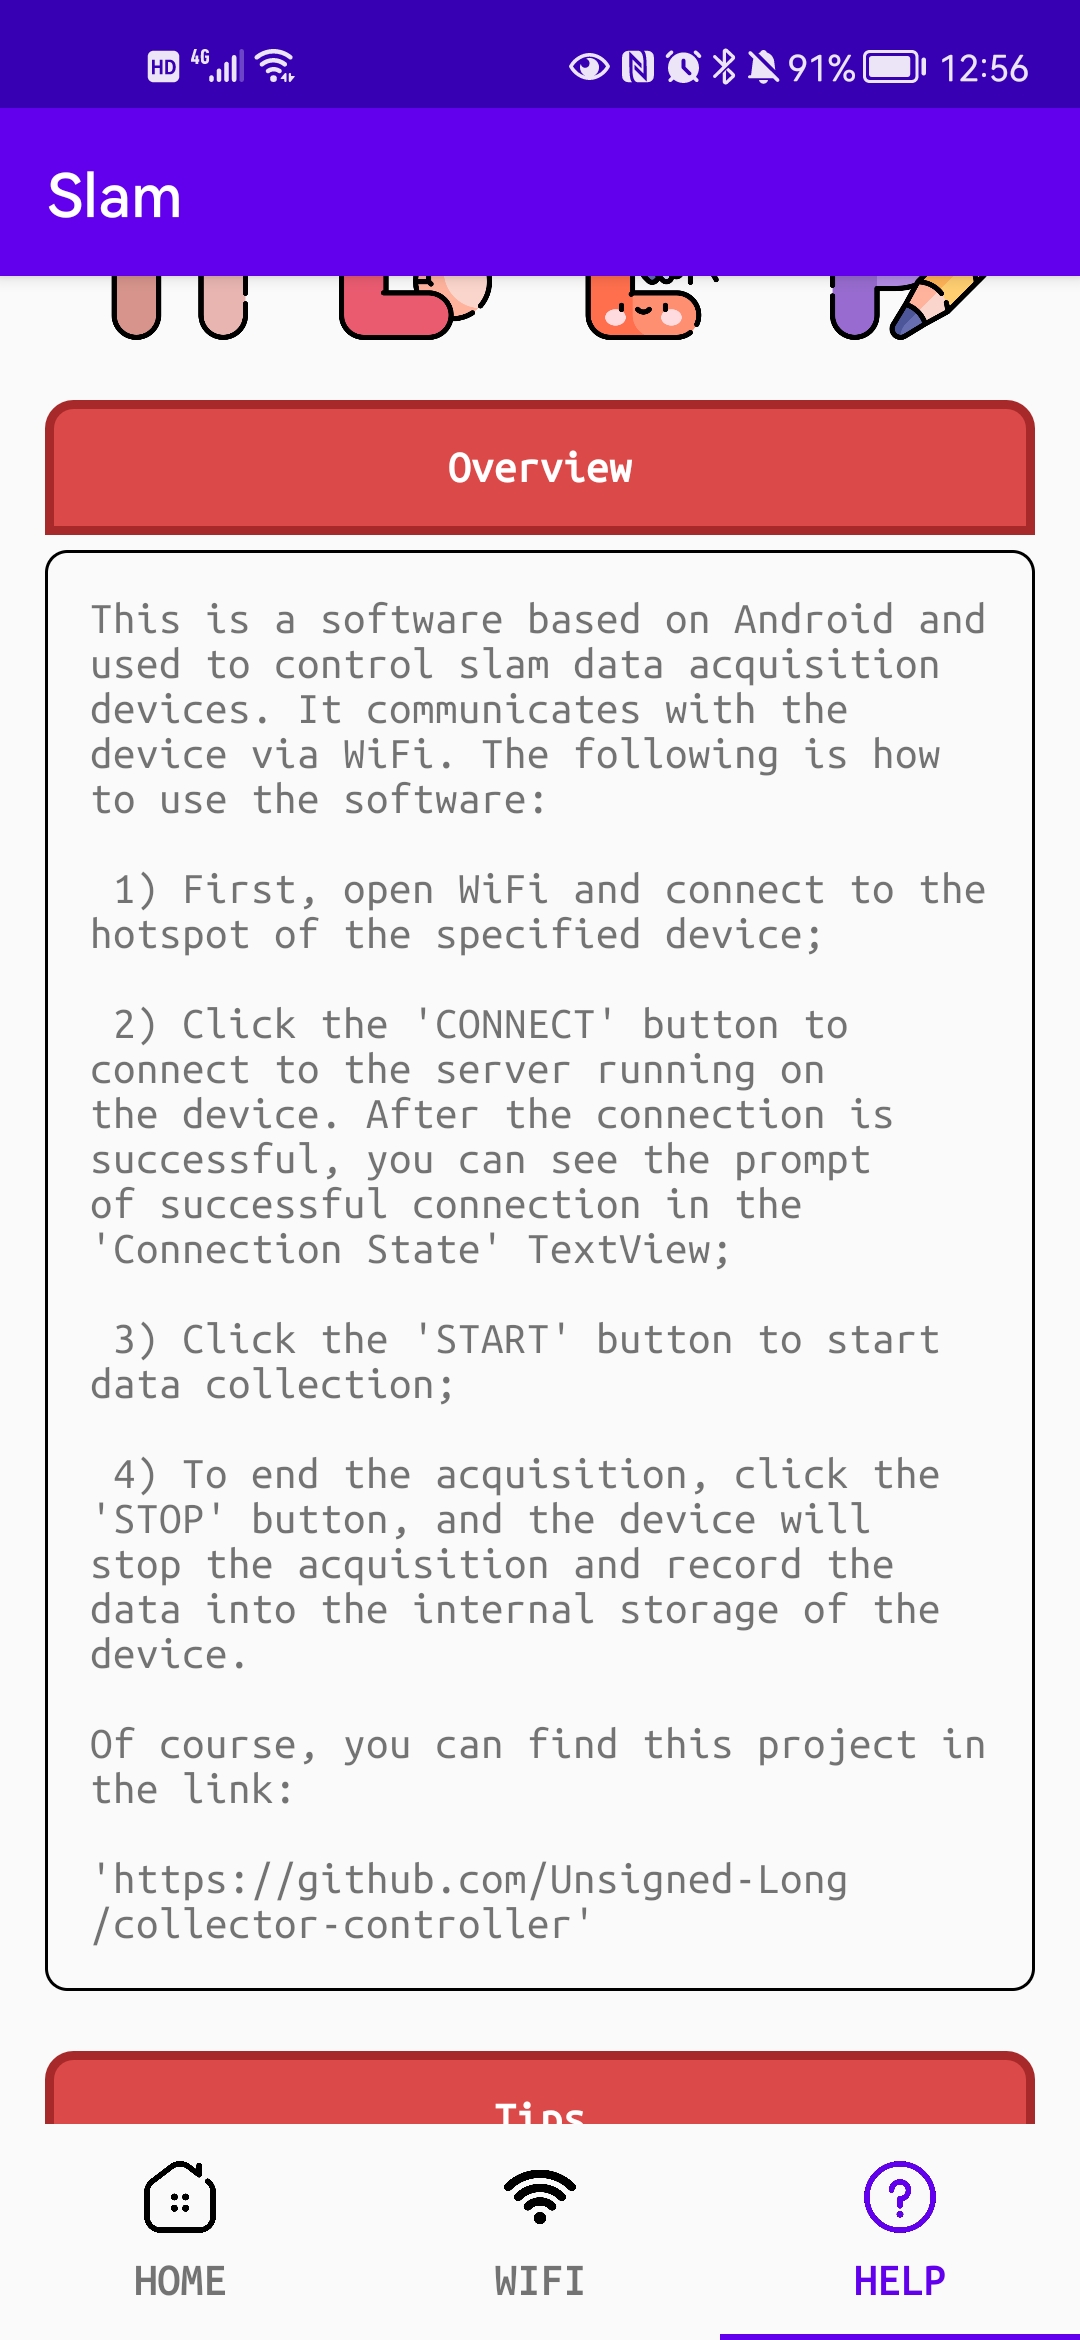 HD 4G 91% 12:56
Slam
Overview
This is a software based on Android and
used to control slam data acquisition
devices. It communicates with the
device via WiFi. The following is how
to use the software:
1) First, open WiFi and connect to the
hotspot of the specified device;
2) Click the 'CONNECT' button to
connect to the server running on
the device. After the connection is
successful, you can see the prompt
of successful connection in the
'Connection State' TextView;
3) Click the 'START' button to start
data collection;
4) To end the acquisition, click the
'STOP' button, and the device will
stop the acquisition and record the
data into the internal storage of the
device.
Of course, you can find this project in
the link:
'https://github.com/Unsigned-Long
/collector-controller'
Tips
HOME WIFI HELP